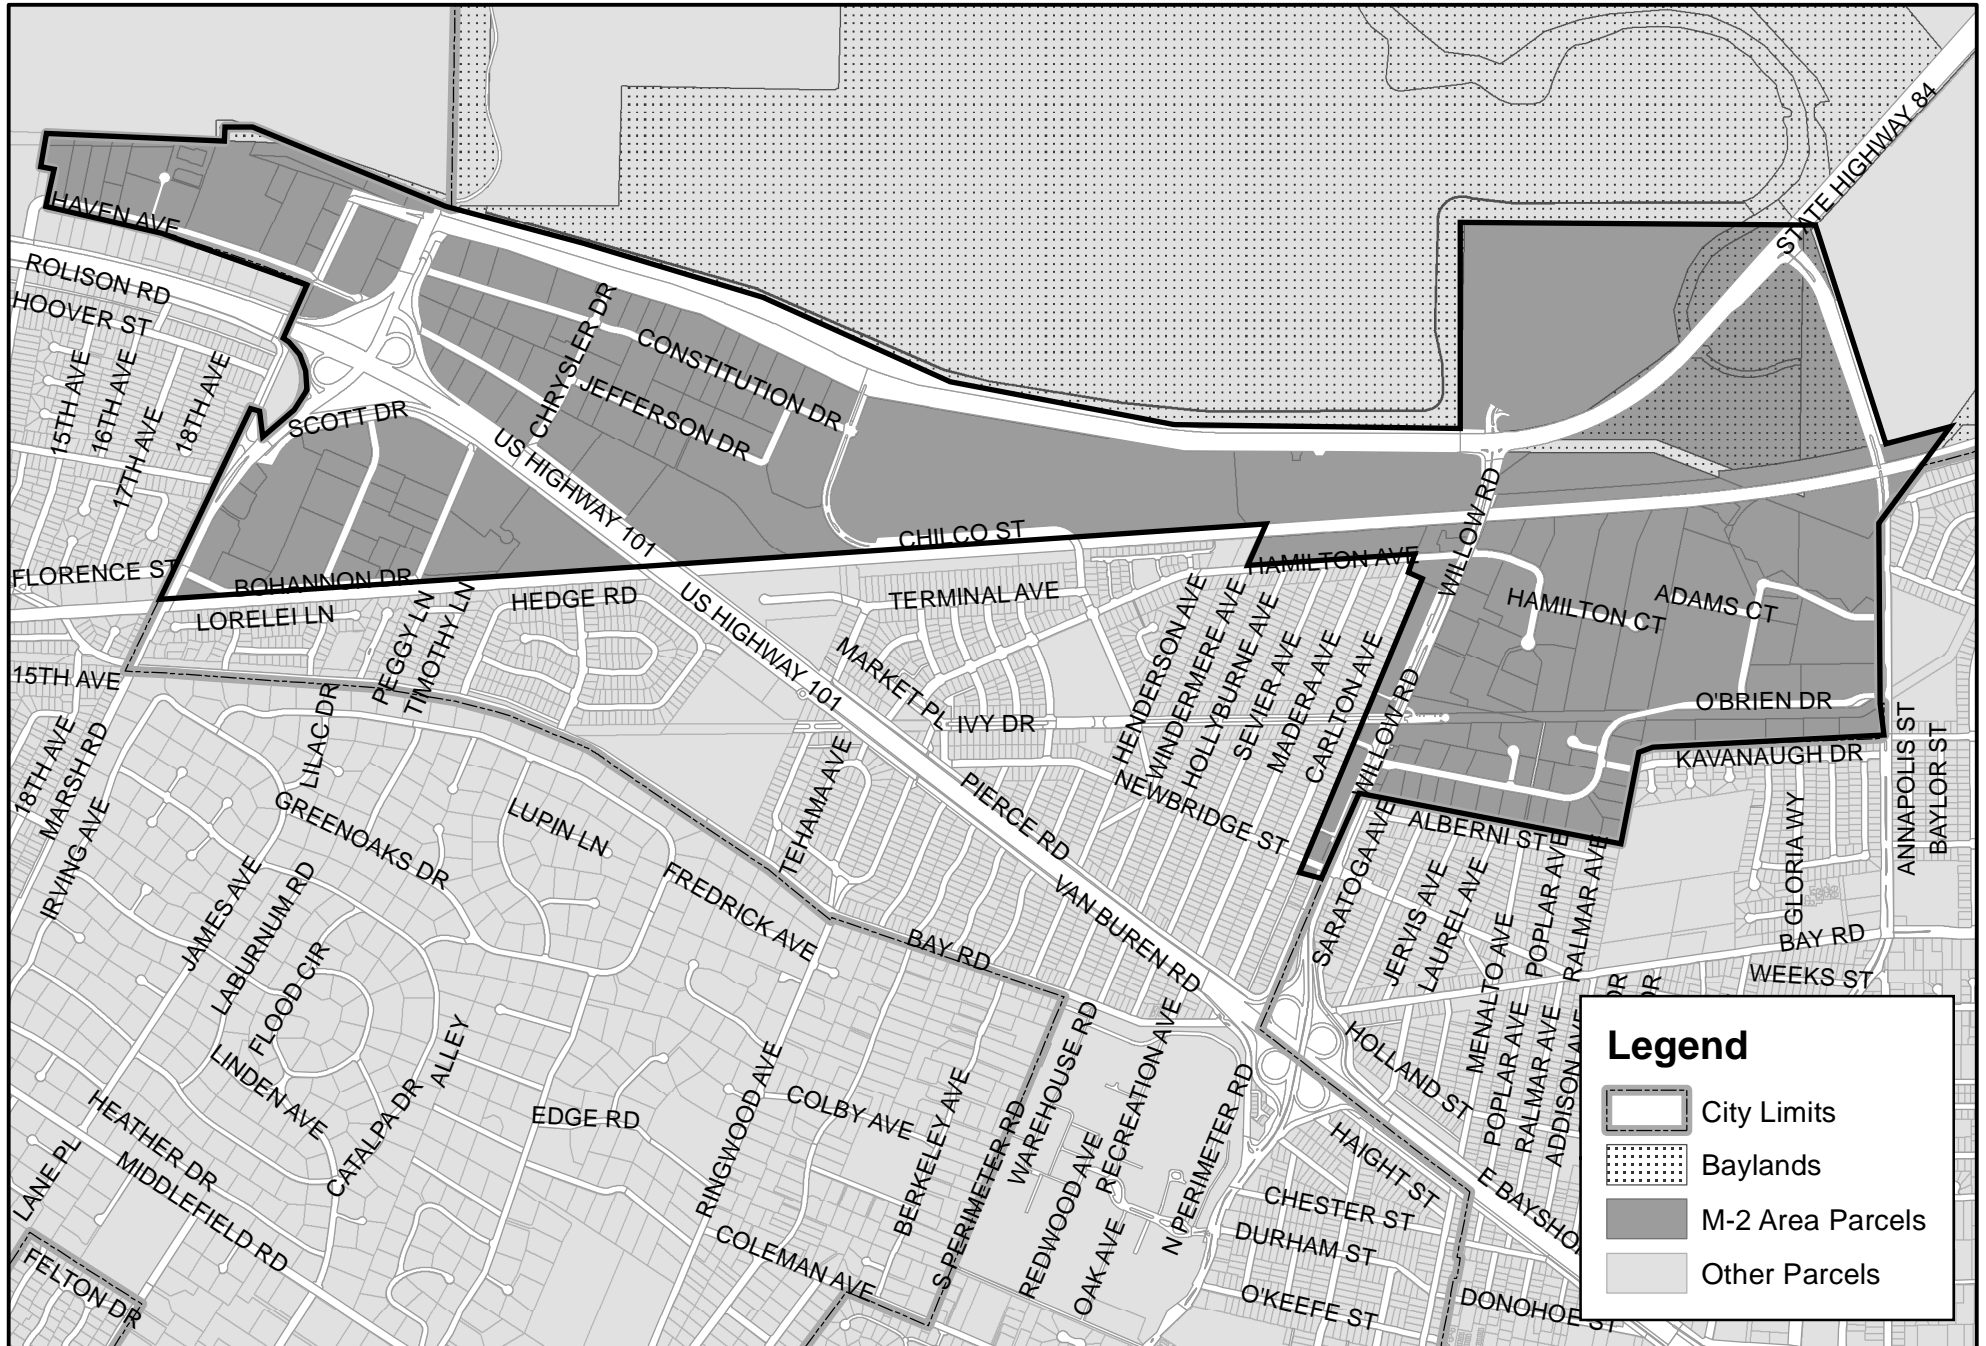 STATE HIGHWAY 84
HAVEN AVE
ROLISON RD
HOOVER ST
15TH AVE
16TH AVE
17TH AVE
18TH AVE
SCOTT DR
CHRYSLER DR
CONSTITUTION DR
JEFFERSON DR
US HIGHWAY 101
CHILCO ST
WILLOW RD
FLORENCE ST
BOHANNON DR
LORELEI LN
PEGGY LN
TIMOTHY LN
HEDGE RD
US HIGHWAY 101
TERMINAL AVE
HAMILTON AVE
HAMILTON CT
ADAMS CT
MARKET PL
IVY DR
HENDERSON AVE
WINDERMERE AVE
HOLLYBURNE AVE
SEVIER AVE
MADERA AVE
CARLTON AVE
NEWBRIDGE ST
WILLOW RD
O'BRIEN DR
KAVANAUGH DR
ANNAPOLIS ST
BAYLOR ST
15TH AVE
18TH AVE
MARSH RD
IRVING AVE
LILAC DR
GREENOAKS DR
LUPIN LN
TEHAMA AVE
PIERCE RD
ALBERNI ST
GLORIA WY
JAMES AVE
LABURNUM RD
FLOOD CIR
FREDRICK AVE
BAY RD
VAN BUREN RD
SARATOGA AVE
JERVIS AVE
LAUREL AVE
MENALTO AVE
POPLAR AVE
RALMAR AVE
BAY RD
WEEKS ST
DR
DR
LINDEN AVE
ALLEY
CATALPA DR
HEATHER DR
MIDDLEFIELD RD
LANE PL
FELTON DR
EDGE RD
RINGWOOD AVE
COLBY AVE
BERKELEY AVE
COLEMAN AVE
S PERIMETER RD
WAREHOUSE RD
RECREATION AVE
REDWOOD AVE
OAK AVE
N PERIMETER RD
HOLLAND ST
POPLAR AVE
RALMAR AVE
ADDISON AVE
HAIGHT ST
CHESTER ST
DURHAM ST
O'KEEFE ST
E BAYSHO
DONOHOE ST
Legend
City Limits
Baylands
M-2 Area Parcels
Other Parcels